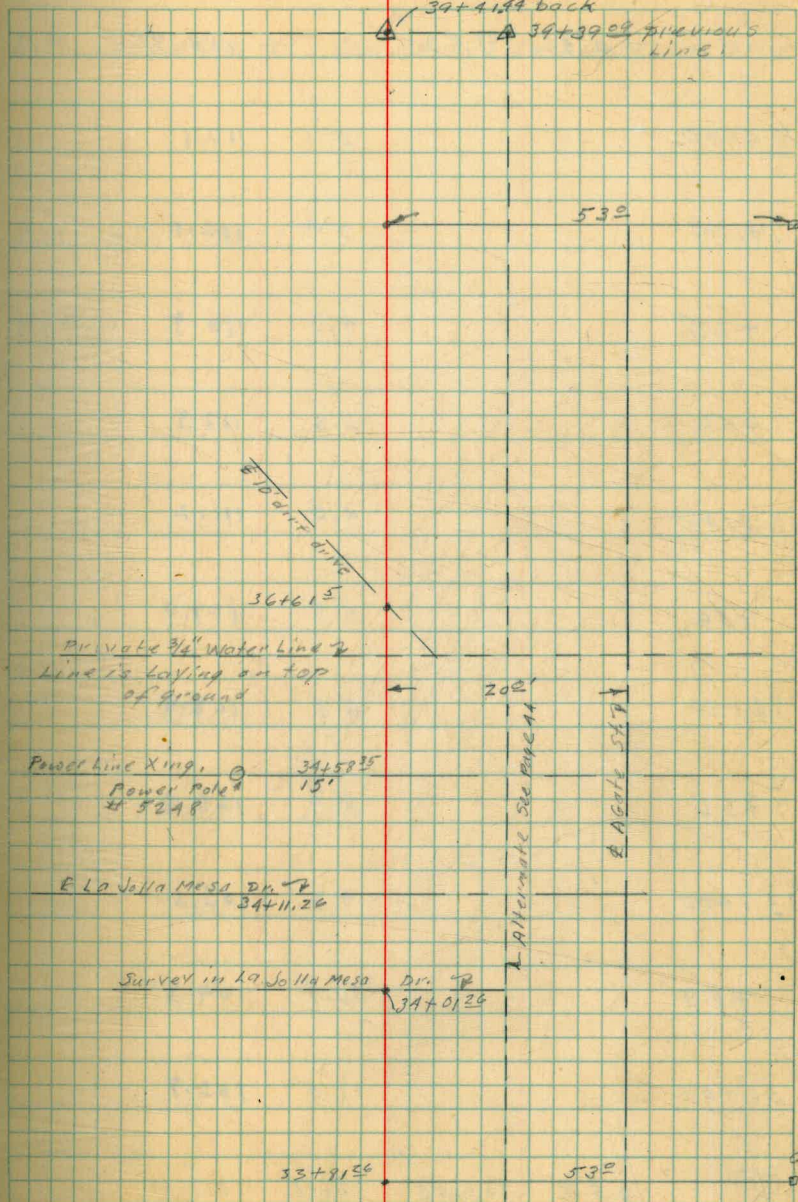 39+41.44 back
39+39.09 previous
Line.
53.0
10' dirt drive
36+61.5
Private 3/4" Water Line
Line is Laying on top
of ground
20.0'
Power Line Xing.
34+58.35
Power Pole
15'
# 5248
Alternate See Page 44
℄ Agate St.
℄ La Jolla Mesa Dr.
34+11.26
Survey in La Jolla Mesa Dr.
34+01.26
33+91.26
53.0